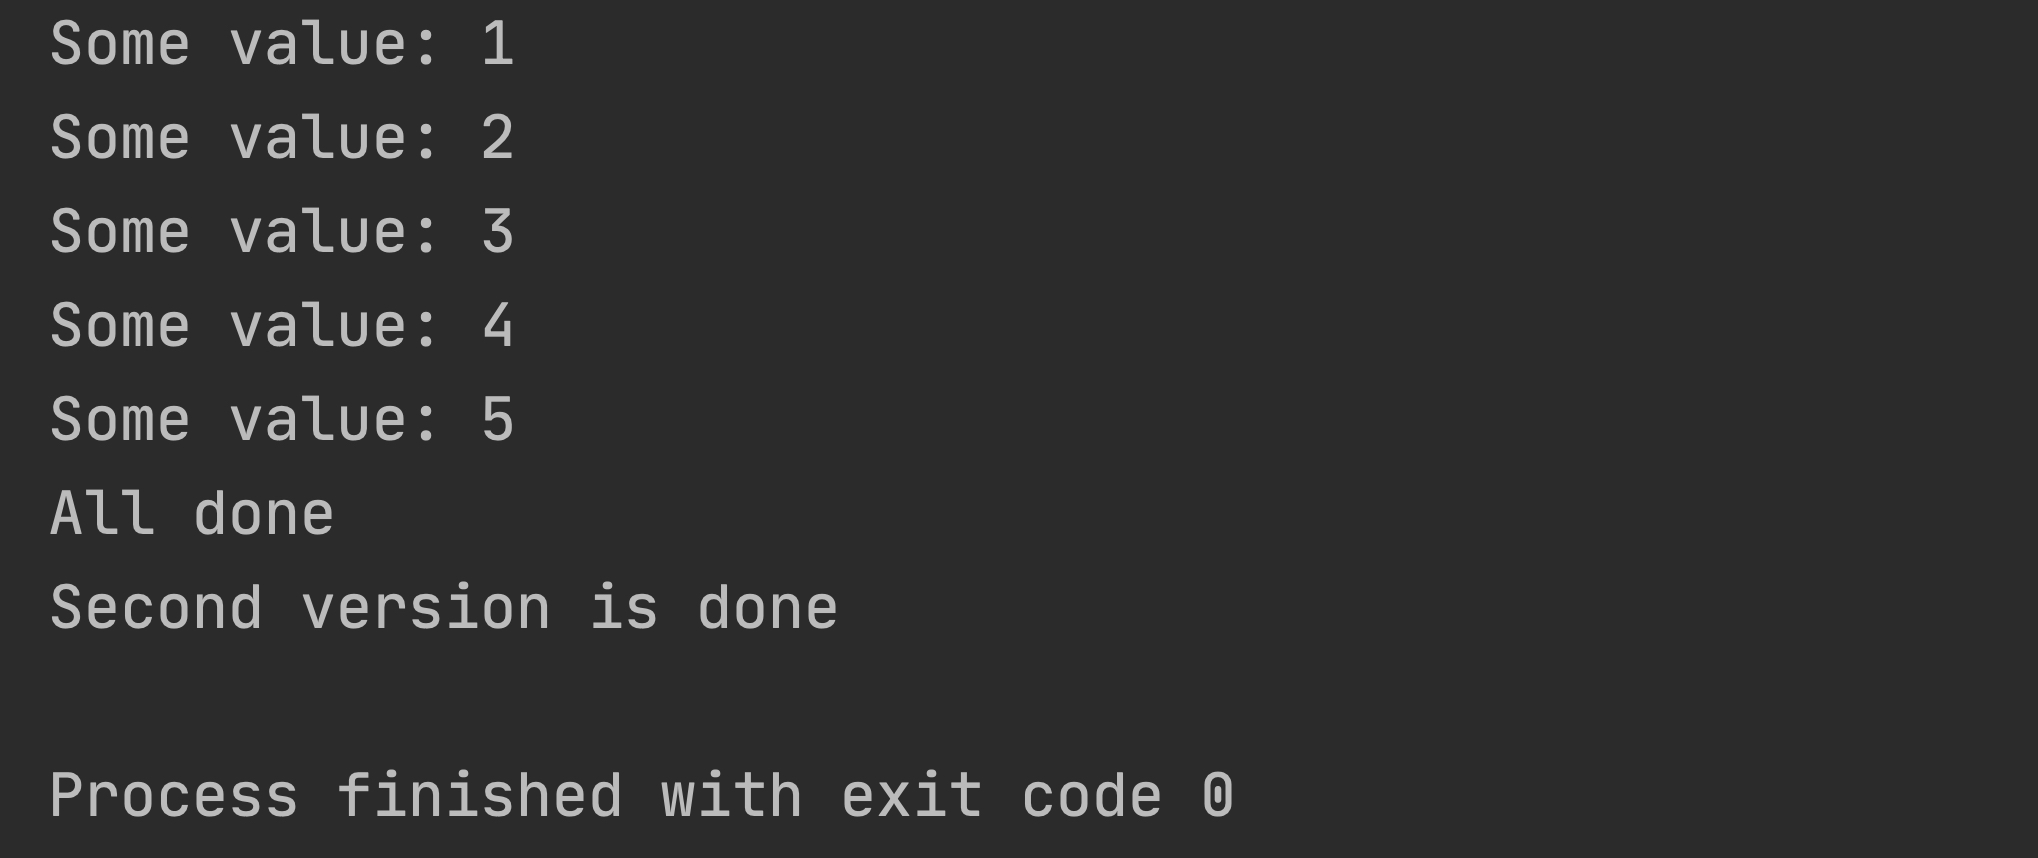 Some value: 1
Some value: 2
Some value: 3
Some value: 4
Some value: 5
All done
Second version is done
Process finished with exit code 0